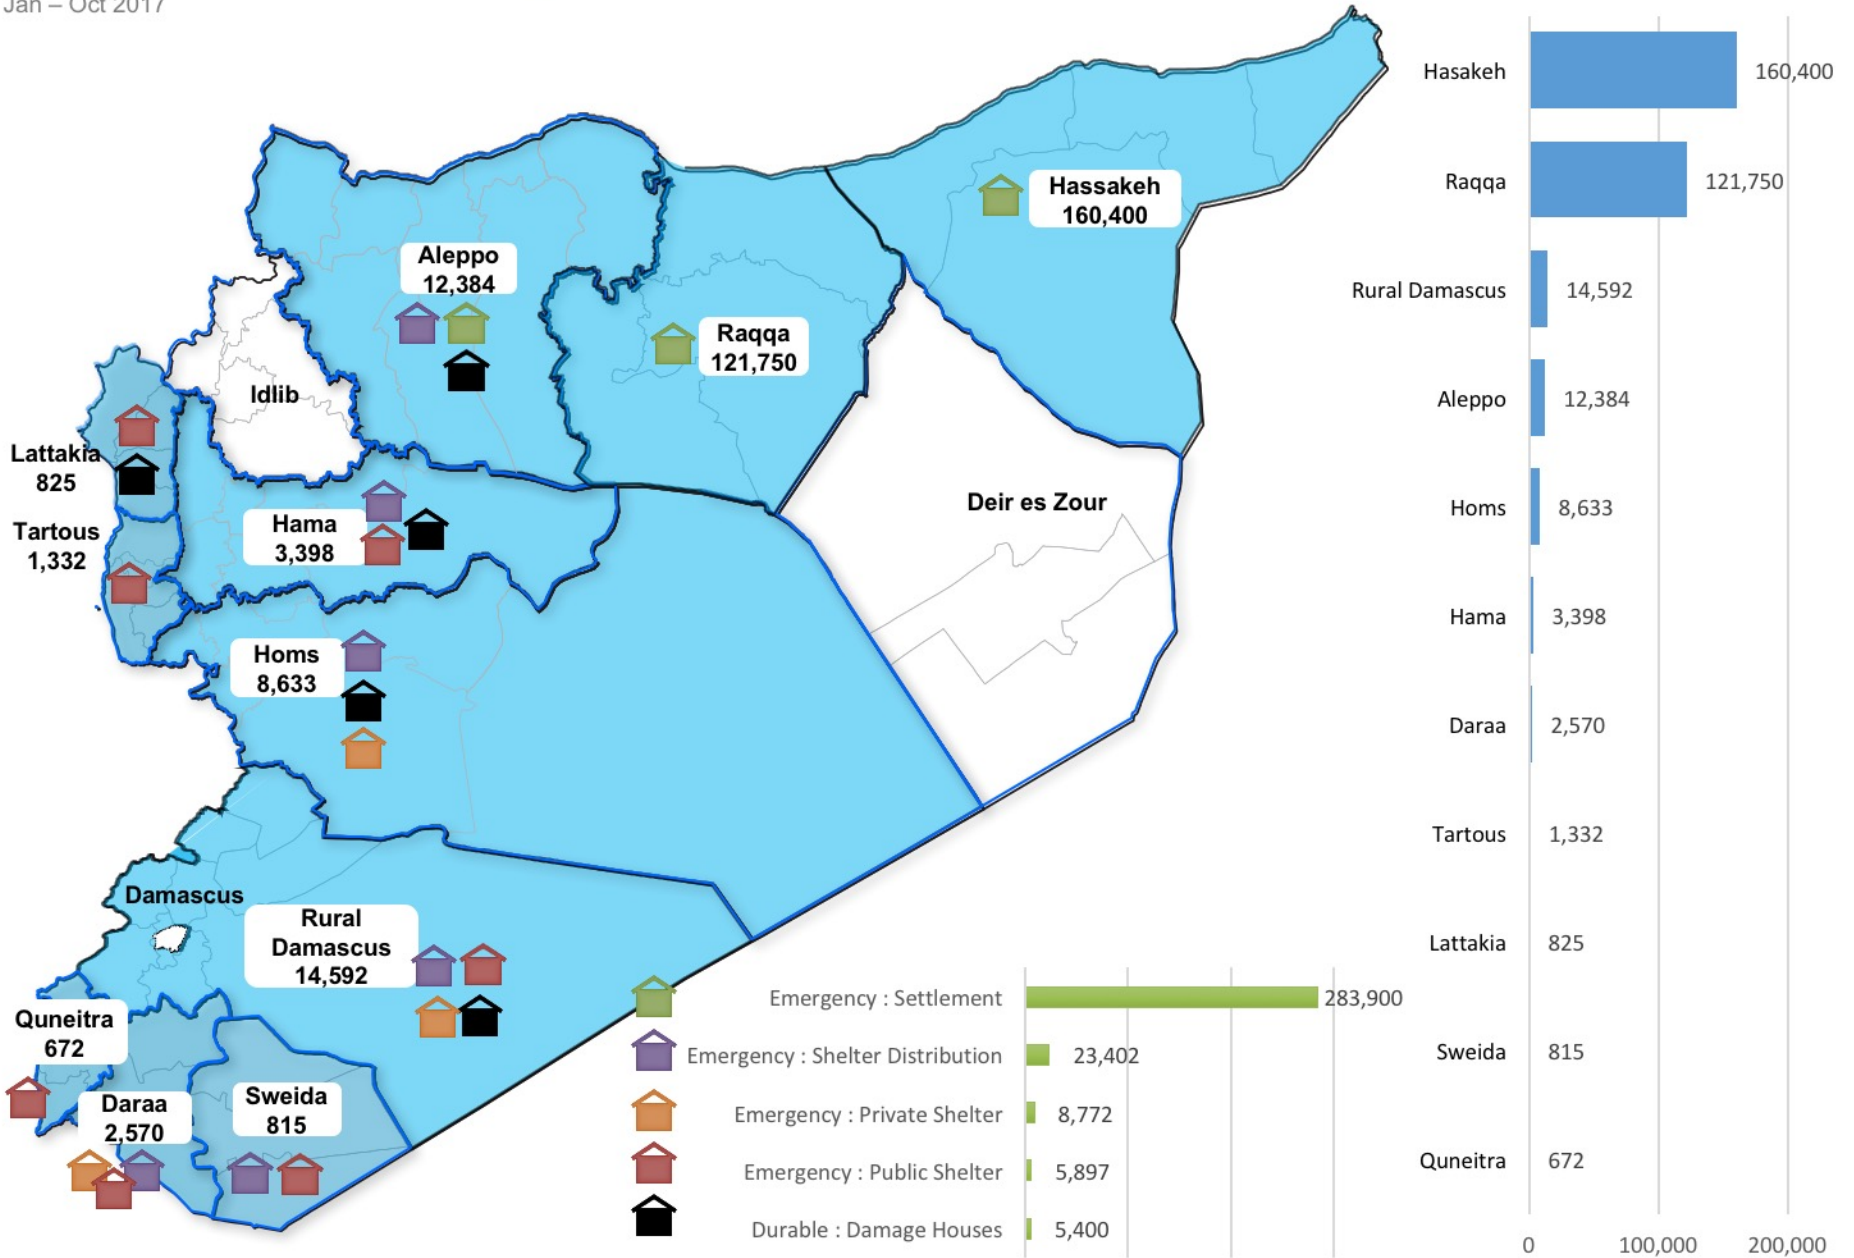 Jan – Oct 2017
Hassakeh
160,400
Aleppo
12,384
Raqqa
121,750
Idlib
Lattakia
825
Deir es Zour
Tartous
1,332
Hama
3,398
Homs
8,633
Damascus
Rural
Damascus
14,592
Quneitra
672
Daraa
2,570
Sweida
815
Emergency : Settlement 283,900
Emergency : Shelter Distribution 23,402
Emergency : Private Shelter 8,772
Emergency : Public Shelter 5,897
Durable : Damage Houses 5,400
Hasakeh 160,400
Raqqa 121,750
Rural Damascus 14,592
Aleppo 12,384
Homs 8,633
Hama 3,398
Daraa 2,570
Tartous 1,332
Lattakia 825
Sweida 815
Quneitra 672
0 100,000 200,000